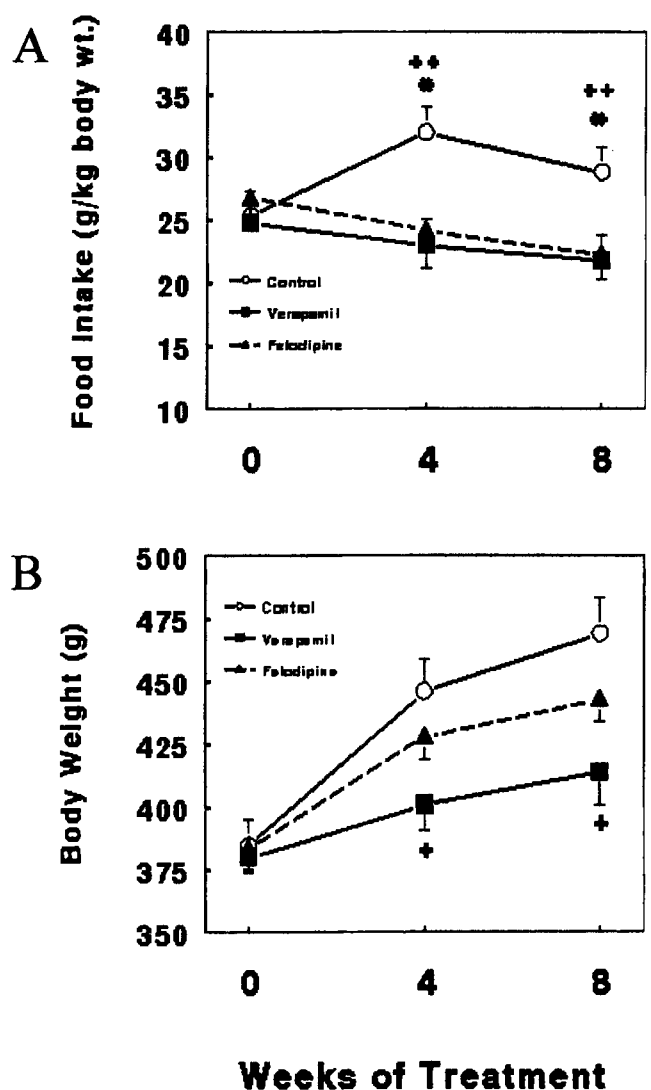 A
Food Intake (g/kg body wt.)
40
35
30
25
20
15
10
++
*
++
*
Control
Verapamil
Felodipine
0 4 8
B
Body Weight (g)
500
475
450
425
400
375
350
Control
Verapamil
Felodipine
+
+
0 4 8
Weeks of Treatment